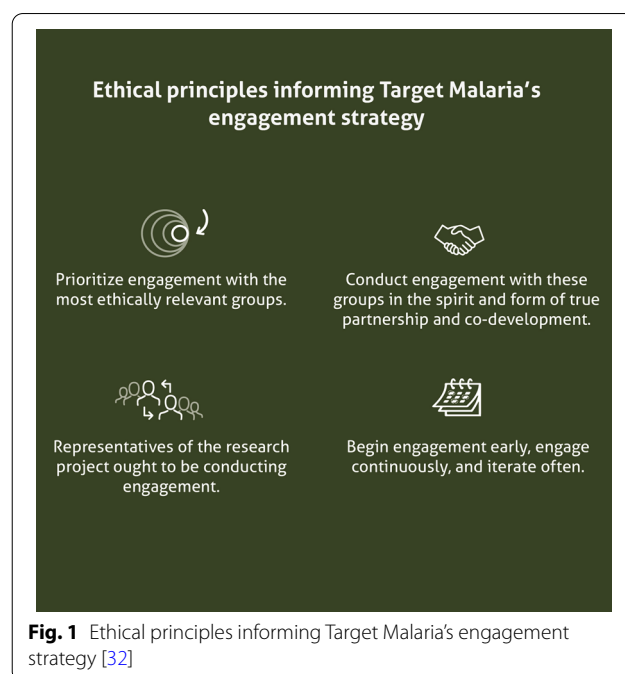 Ethical principles informing Target Malaria's
engagement strategy
Prioritize engagement with the
most ethically relevant groups.
Conduct engagement with these
groups in the spirit and form of true
partnership and co-development.
Representatives of the research
project ought to be conducting
engagement.
Begin engagement early, engage
continuously, and iterate often.
Fig. 1 Ethical principles informing Target Malaria's engagement
strategy [32]